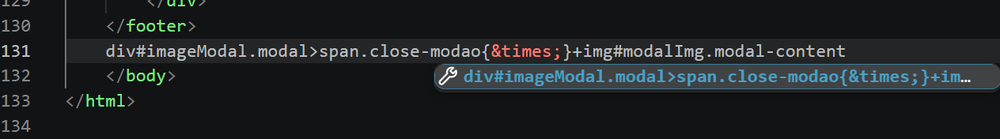 129 </div>
130 </footer>
131 div#imageModal.modal>span.close-modao{&times;}+img#modalImg.modal-content
132 </body>
div#imageModal.modal>span.close-modao{&times;}+im…
133 </html>
134